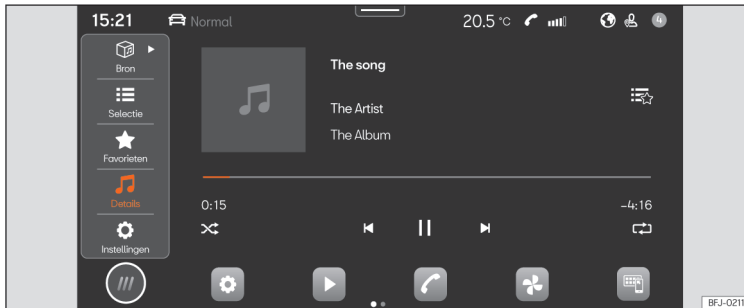 15:21 Normal 20.5 °C 4
Bron
The song
Selectie
The Artist
The Album
Favorieten
Details
0:15 -4:16
Instellingen
BFJ-0211